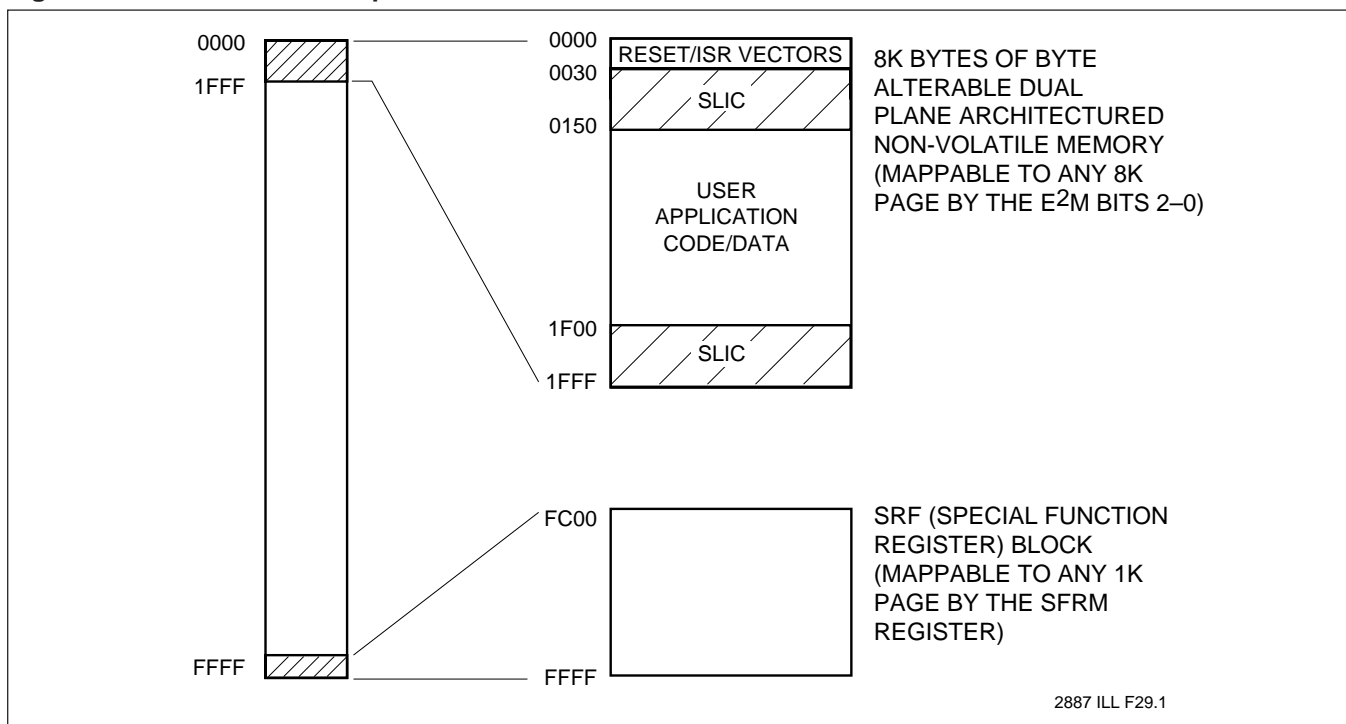 0000
1FFF
FFFF
0000
RESET/ISR VECTORS
0030
SLIC
0150
USER
APPLICATION
CODE/DATA
1F00
SLIC
1FFF
8K BYTES OF BYTE
ALTERABLE DUAL
PLANE ARCHITECTURED
NON-VOLATILE MEMORY
(MAPPABLE TO ANY 8K
PAGE BY THE E2M BITS 2–0)
FC00
FFFF
SRF (SPECIAL FUNCTION
REGISTER) BLOCK
(MAPPABLE TO ANY 1K
PAGE BY THE SFRM
REGISTER)
2887 ILL F29.1